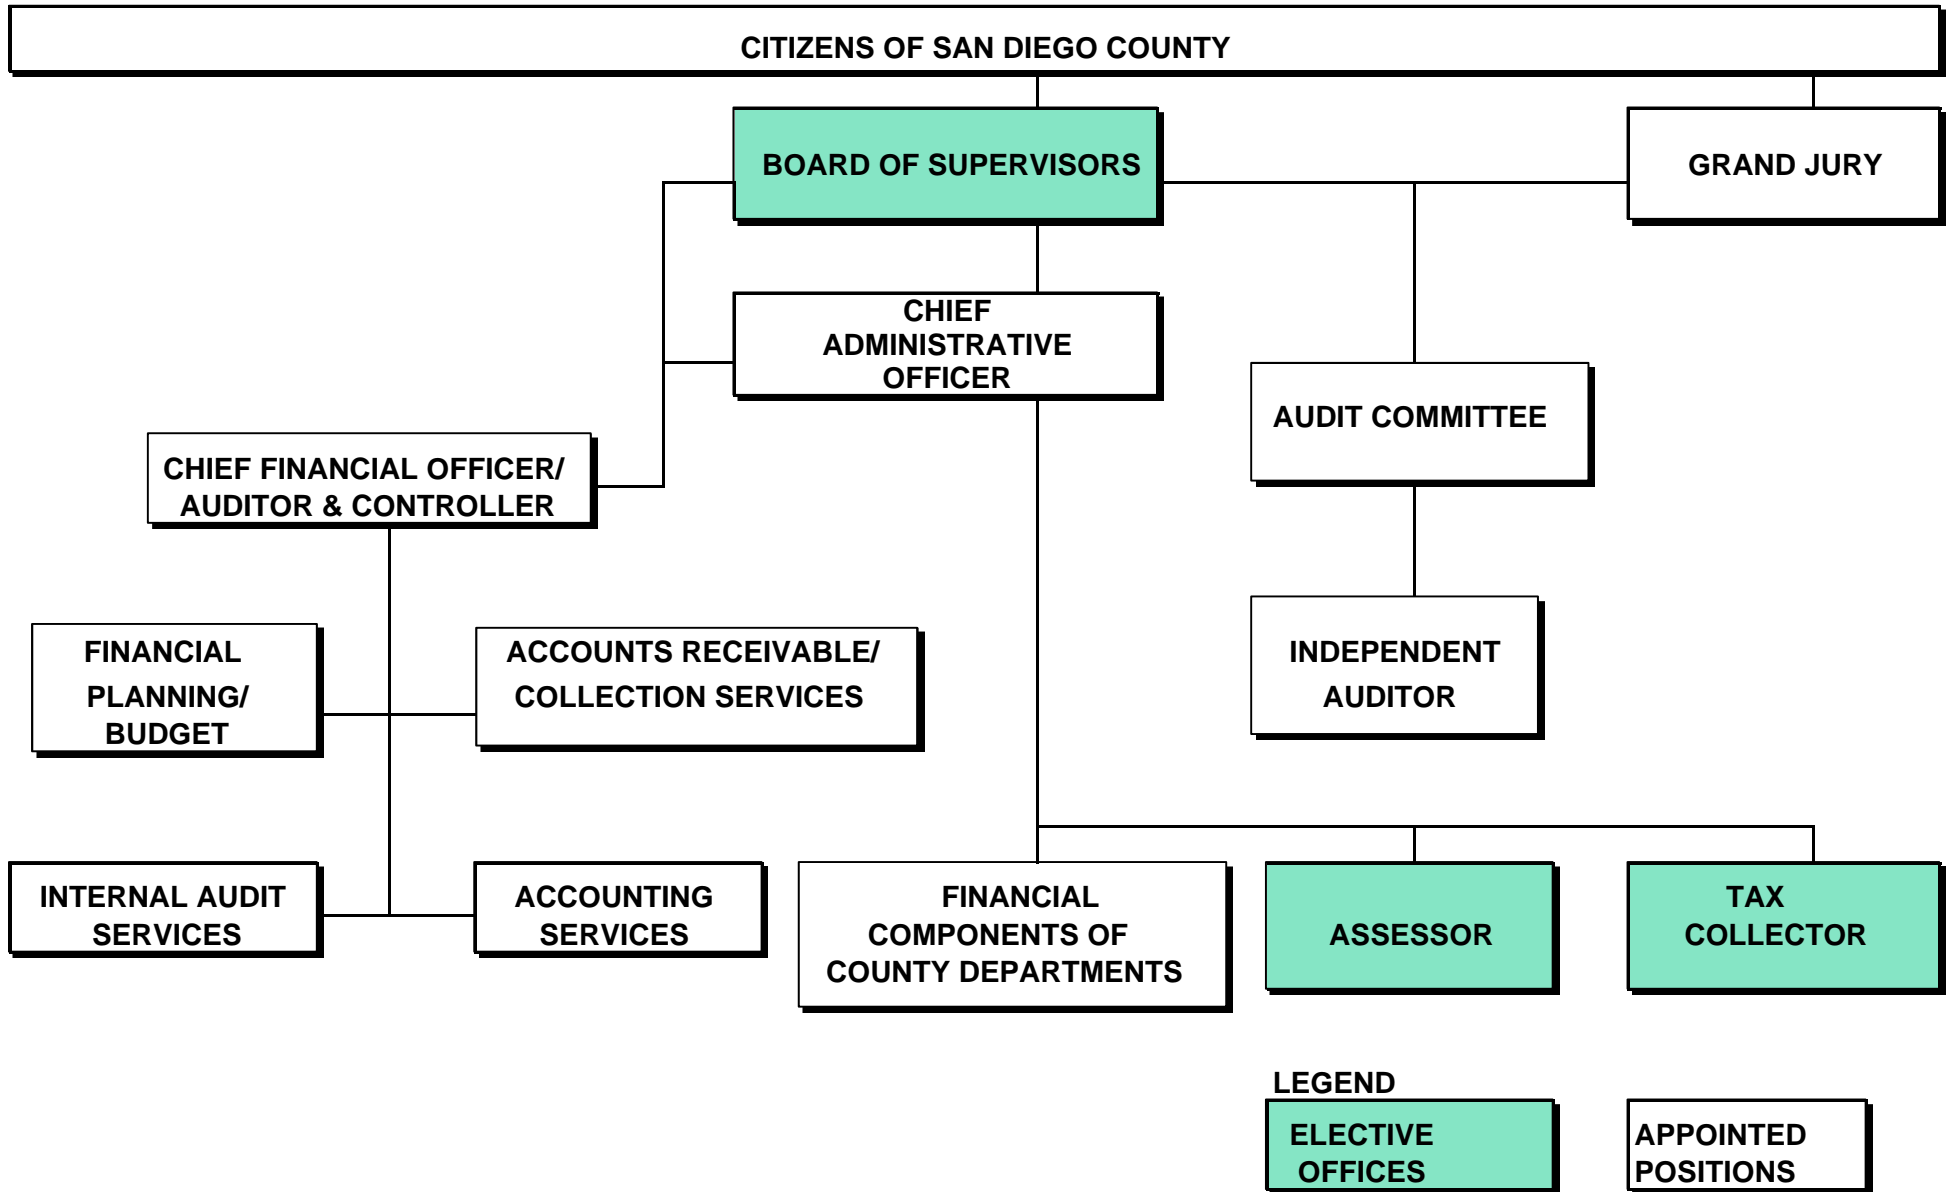 CITIZENS OF SAN DIEGO COUNTY
BOARD OF SUPERVISORS
GRAND JURY
CHIEF
ADMINISTRATIVE
OFFICER
AUDIT COMMITTEE
CHIEF FINANCIAL OFFICER/
AUDITOR & CONTROLLER
FINANCIAL
PLANNING/
BUDGET
ACCOUNTS RECEIVABLE/
COLLECTION SERVICES
INDEPENDENT
AUDITOR
INTERNAL AUDIT
SERVICES
ACCOUNTING
SERVICES
FINANCIAL
COMPONENTS OF
COUNTY DEPARTMENTS
ASSESSOR
TAX
COLLECTOR
LEGEND
ELECTIVE
OFFICES
APPOINTED
POSITIONS